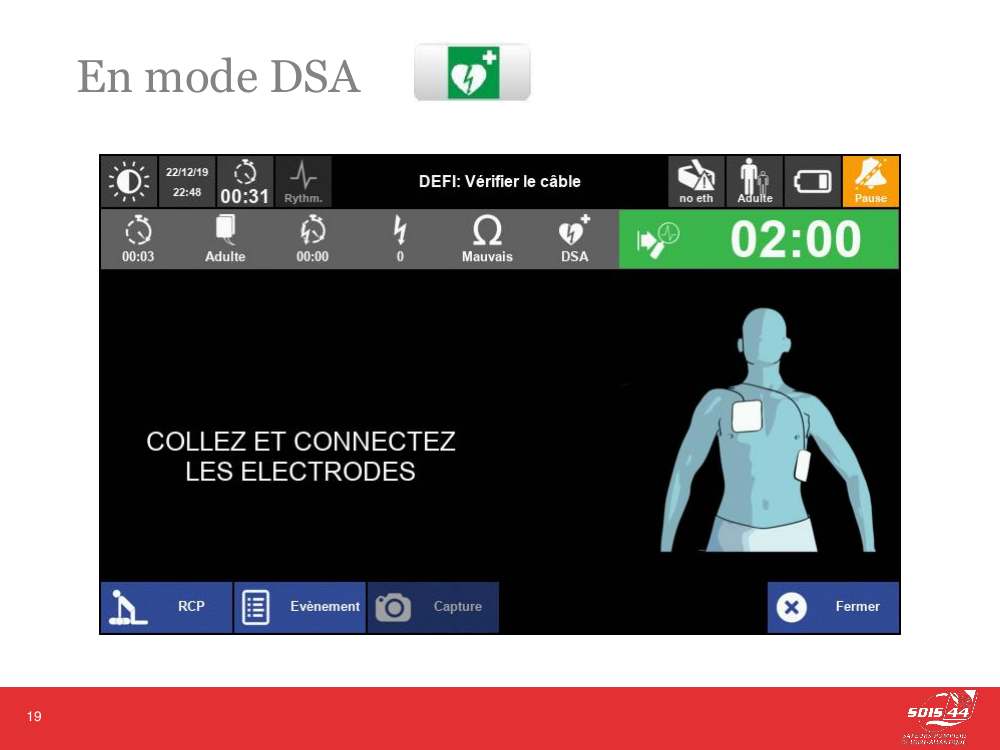 En mode DSA
22/12/19
22:48
00:31
Rythm.
DEFI: Vérifier le câble
no eth
Adulte
Pause
00:03
Adulte
00:00
0
Mauvais
DSA
02:00
COLLEZ ET CONNECTEZ
LES ELECTRODES
RCP
Evènement
Capture
Fermer
19
SDIS 44